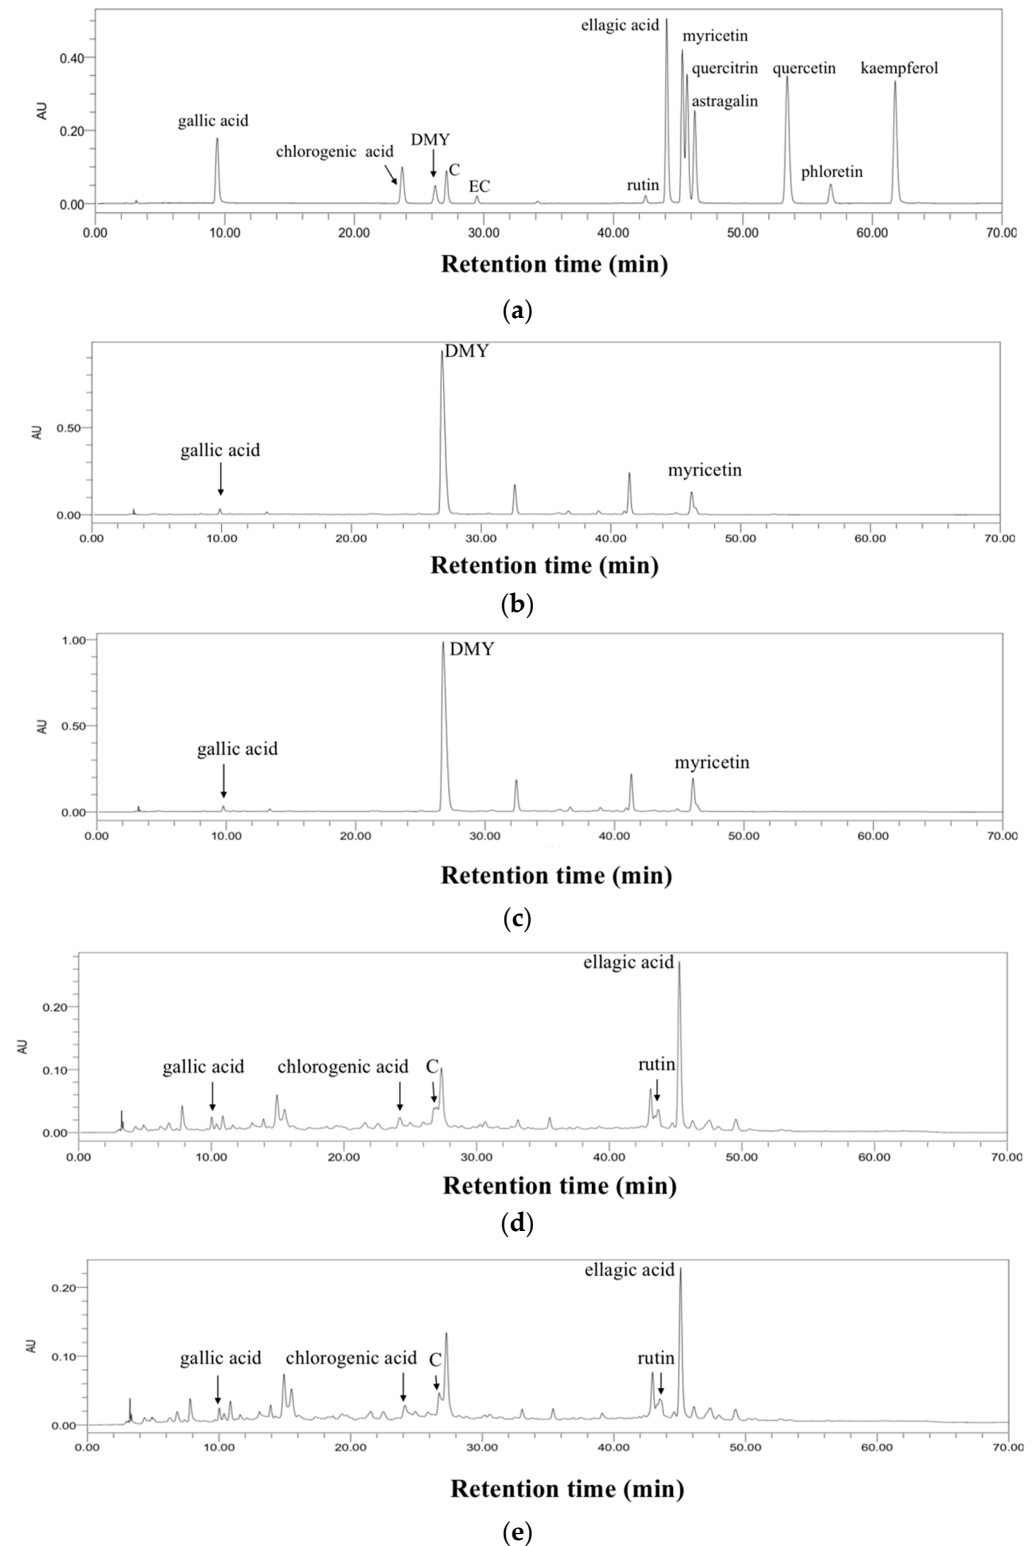 ellagic acid
myricetin
0.40
quercitrin quercetin kaempferol
AU
astragalin
gallic acid
0.20
DMY
chlorogenic acid
C
phloretin
EC
rutin
0.00
0.00 10.00 20.00 30.00 40.00 50.00 60.00 70.00
Retention time (min)
(a)
DMY
0.50
AU
gallic acid
myricetin
0.00
0.00 10.00 20.00 30.00 40.00 50.00 60.00 70.00
Retention time (min)
(b)
1.00
DMY
AU
0.50
gallic acid
myricetin
0.00
0.00 10.00 20.00 30.00 40.00 50.00 60.00 70.00
Retention time (min)
(c)
ellagic acid
0.20
AU
0.10
gallic acid chlorogenic acid C rutin
0.00
0.00 10.00 20.00 30.00 40.00 50.00 60.00 70.00
Retention time (min)
(d)
ellagic acid
0.20
AU
0.10
gallic acid chlorogenic acid C rutin
0.00
0.00 10.00 20.00 30.00 40.00 50.00 60.00 70.00
Retention time (min)
(e)